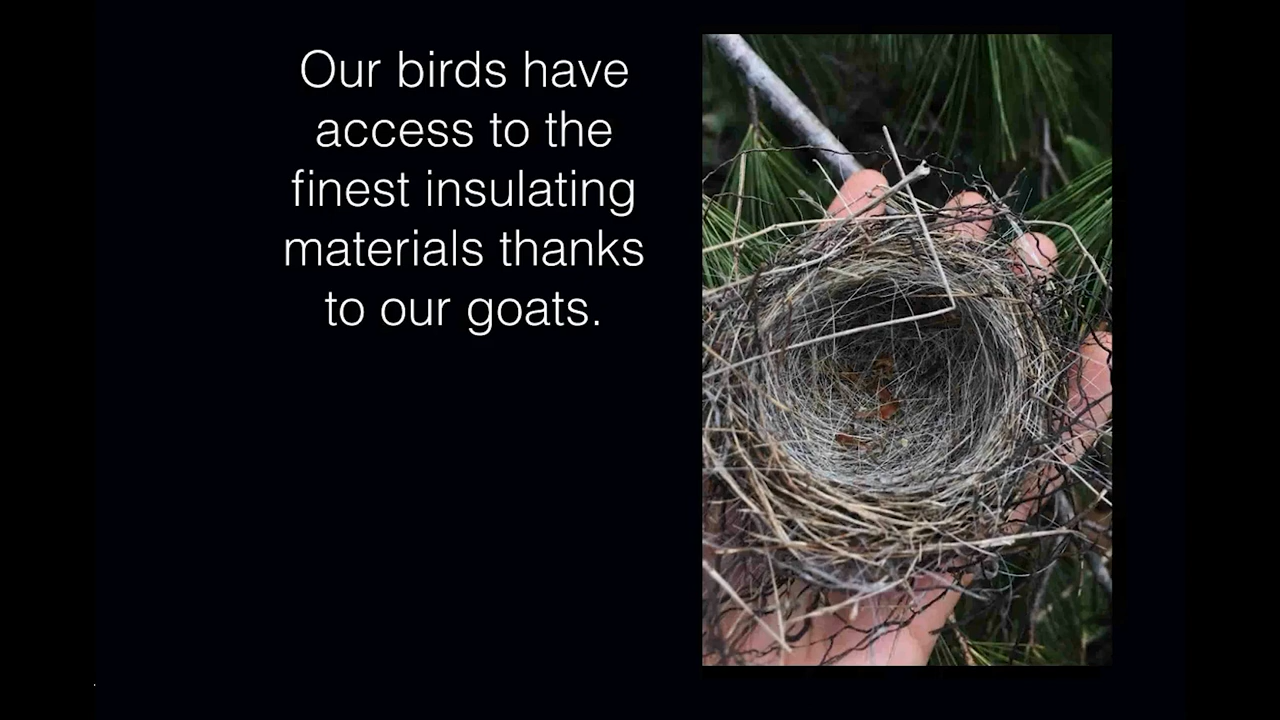 Our birds have
access to the
finest insulating
materials thanks
to our goats.